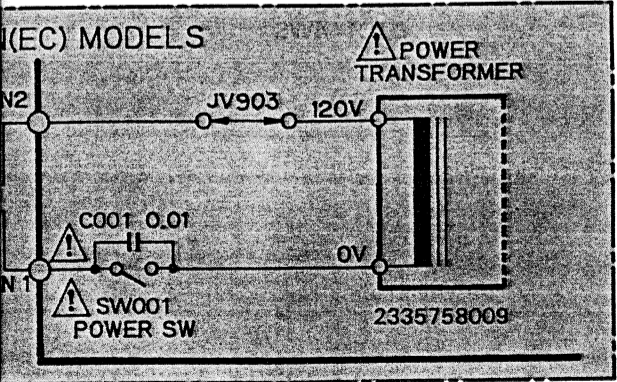 N(EC) MODELS
⚠ POWER
TRANSFORMER
N2
JV903
120V
C001 0.01
⚠
0V
N1
⚠ SW001
POWER SW
2335758009